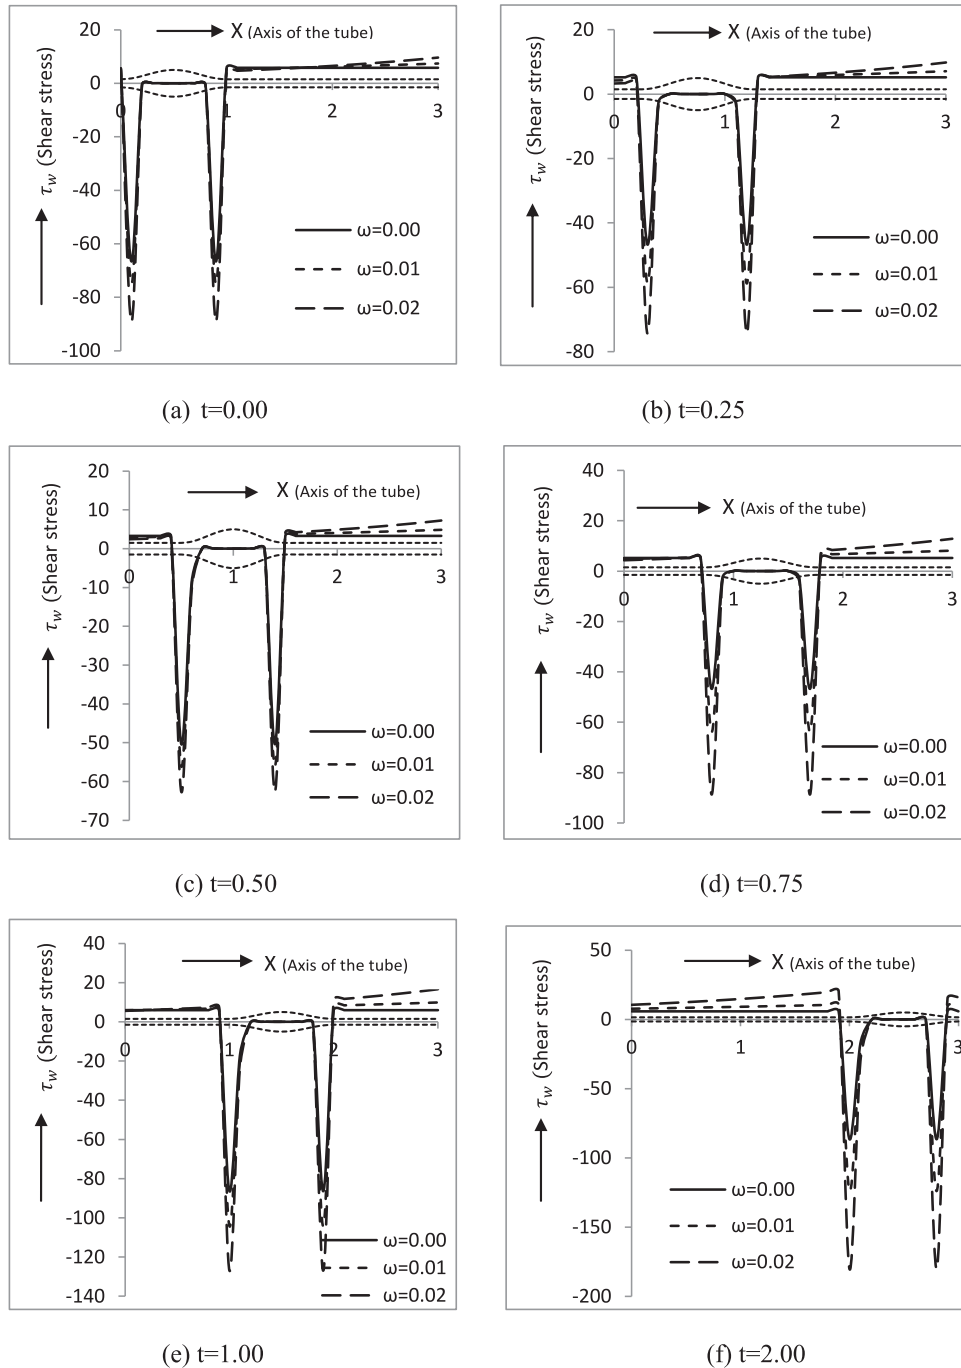 20
X (Axis of the tube)
0
0 1 2 3
-20
-40
-60
-80
-100
τw (Shear stress)
ω=0.00
ω=0.01
ω=0.02
(a) t=0.00
20
X (Axis of the tube)
0
0 1 2 3
-20
-40
-60
-80
τw (Shear stress)
ω=0.00
ω=0.01
ω=0.02
(b) t=0.25
20
X (Axis of the tube)
10
0
0 1 2 3
-10
-20
-30
-40
-50
-60
-70
τw (Shear stress)
ω=0.00
ω=0.01
ω=0.02
(c) t=0.50
40
X (Axis of the tube)
20
0
0 1 2 3
-20
-40
-60
-80
-100
τw (Shear stress)
ω=0.00
ω=0.01
ω=0.02
(d) t=0.75
40
X (Axis of the tube)
20
0
0 1 2 3
-20
-40
-60
-80
-100
-120
-140
τw (Shear stress)
ω=0.00
ω=0.01
ω=0.02
(e) t=1.00
50
X (Axis of the tube)
0
0 1 2 3
-50
-100
-150
-200
τw (Shear stress)
ω=0.00
ω=0.01
ω=0.02
(f) t=2.00